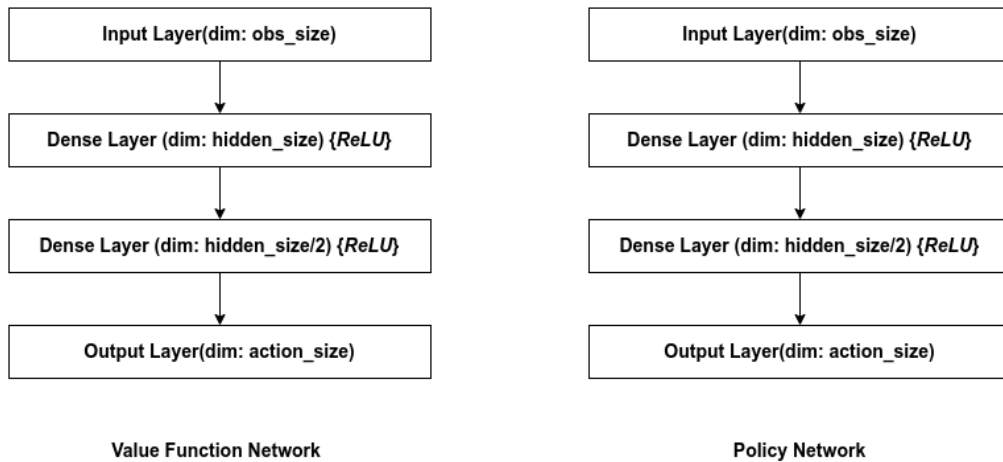 Input Layer(dim: obs_size)
Dense Layer (dim: hidden_size) {ReLU}
Dense Layer (dim: hidden_size/2) {ReLU}
Output Layer(dim: action_size)
Value Function Network
Input Layer(dim: obs_size)
Dense Layer (dim: hidden_size) {ReLU}
Dense Layer (dim: hidden_size/2) {ReLU}
Output Layer(dim: action_size)
Policy Network